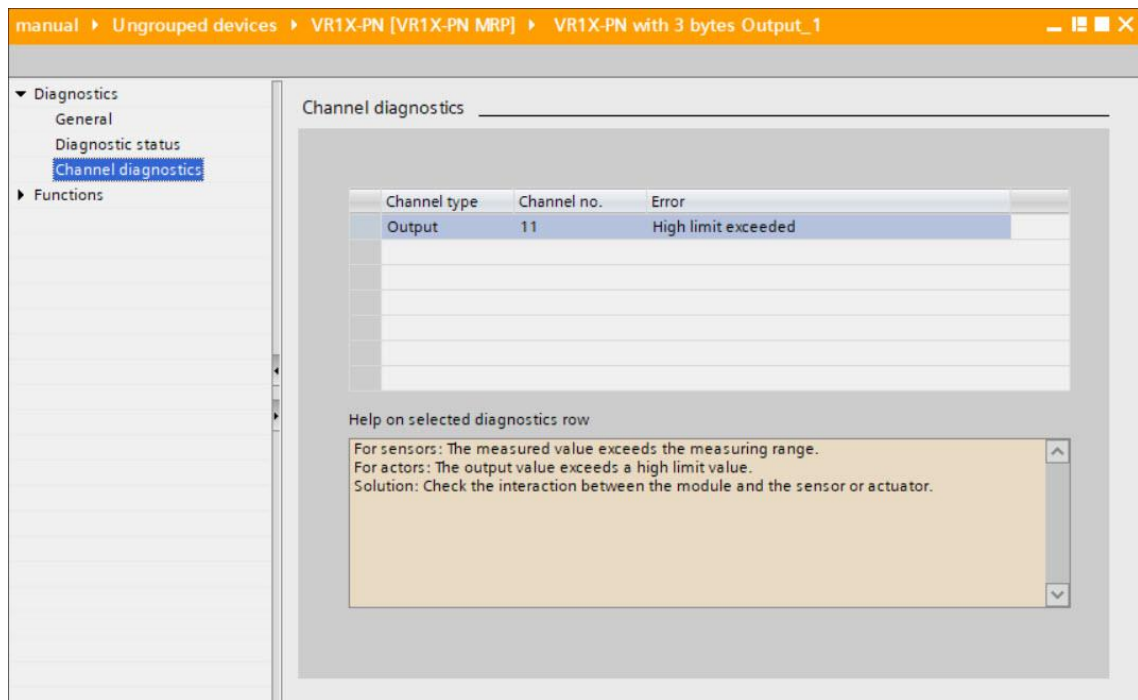 manual ▸ Ungrouped devices ▸ VR1X-PN [VR1X-PN MRP] ▸ VR1X-PN with 3 bytes Output_1
Diagnostics
General
Diagnostic status
Channel diagnostics
Functions
Channel diagnostics
Channel type Channel no. Error
Output 11 High limit exceeded
Help on selected diagnostics row
For sensors: The measured value exceeds the measuring range.
For actors: The output value exceeds a high limit value.
Solution: Check the interaction between the module and the sensor or actuator.